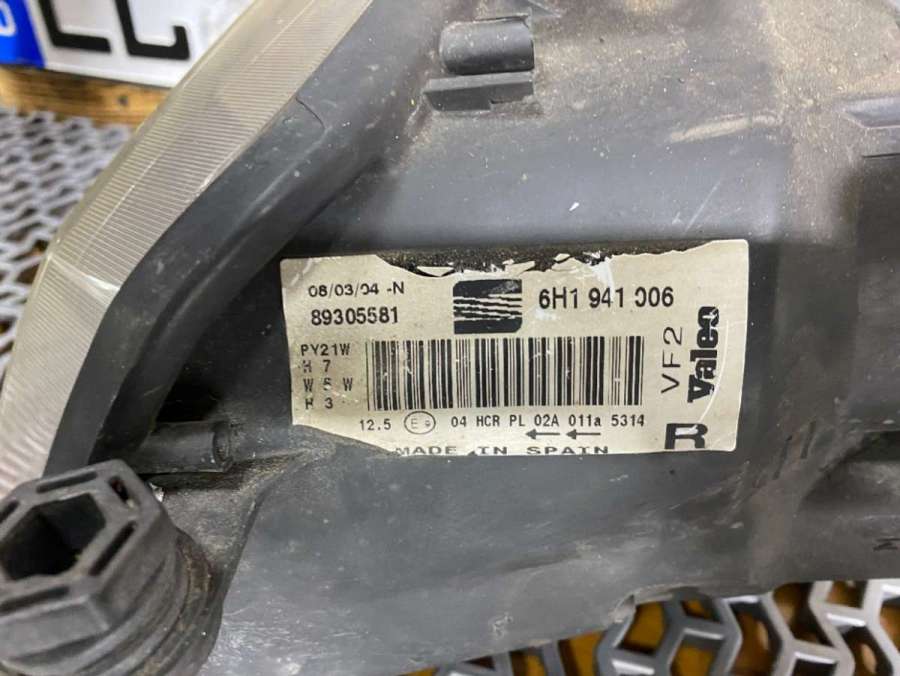 08/03/04 -N
89305581
6H1 941 006
PY21W
H 7
W 5 W
H 3
VF2
Valeo
12.5 E9 04 HCR PL 02A 011a 5314
R
MADE IN SPAIN